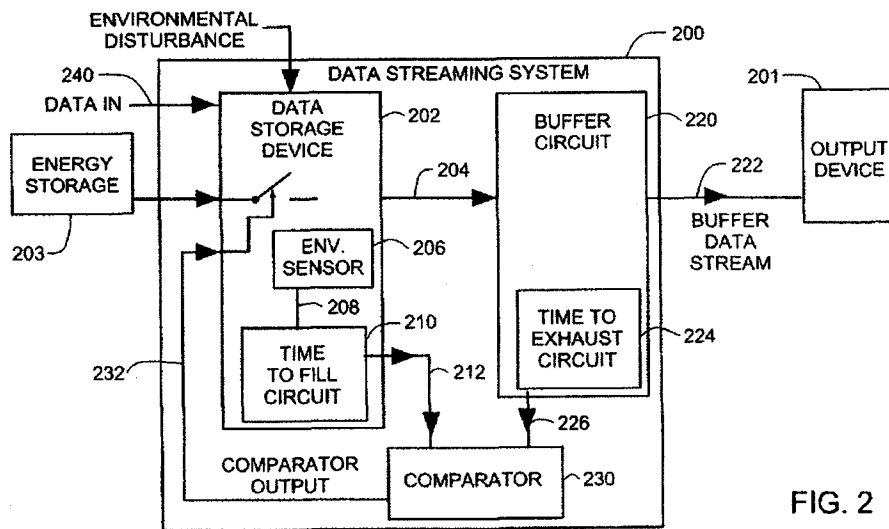 ENVIRONMENTAL
DISTURBANCE
200
DATA STREAMING SYSTEM
240
DATA IN
201
DATA
STORAGE
DEVICE
202
BUFFER
CIRCUIT
220
OUTPUT
DEVICE
ENERGY
STORAGE
203
204
222
BUFFER
DATA
STREAM
ENV.
SENSOR
206
208
210
TIME
TO FILL
CIRCUIT
212
TIME TO
EXHAUST
CIRCUIT
224
232
226
COMPARATOR
OUTPUT
COMPARATOR
230
FIG. 2